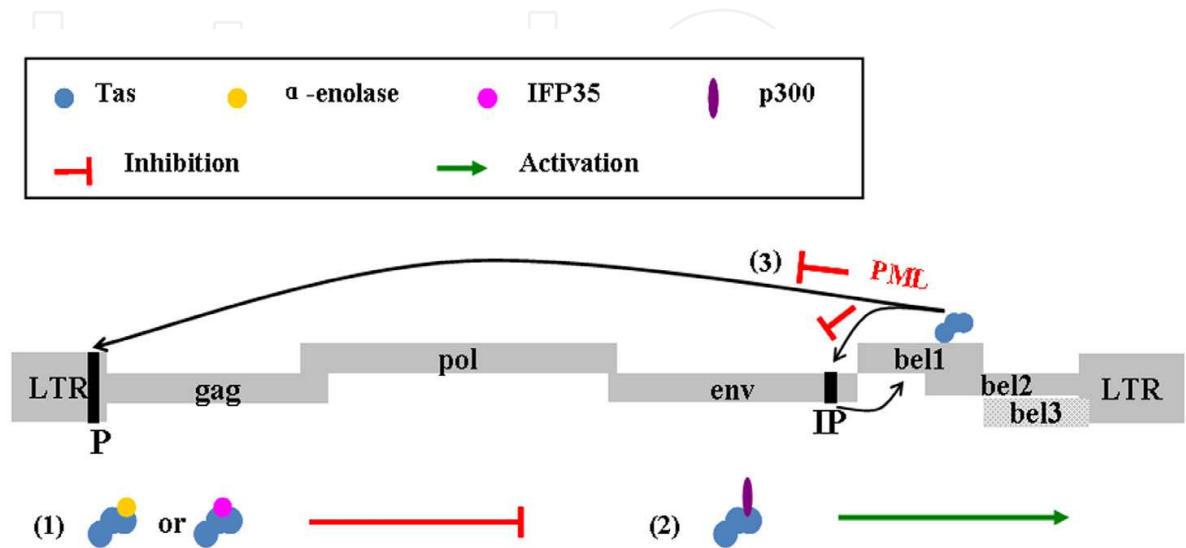 Tas ɑ -enolase IFP35 p300
Inhibition Activation
(3) PML
pol bel1
LTR gag env bel2 LTR
P IP bel3
(1) or (2)